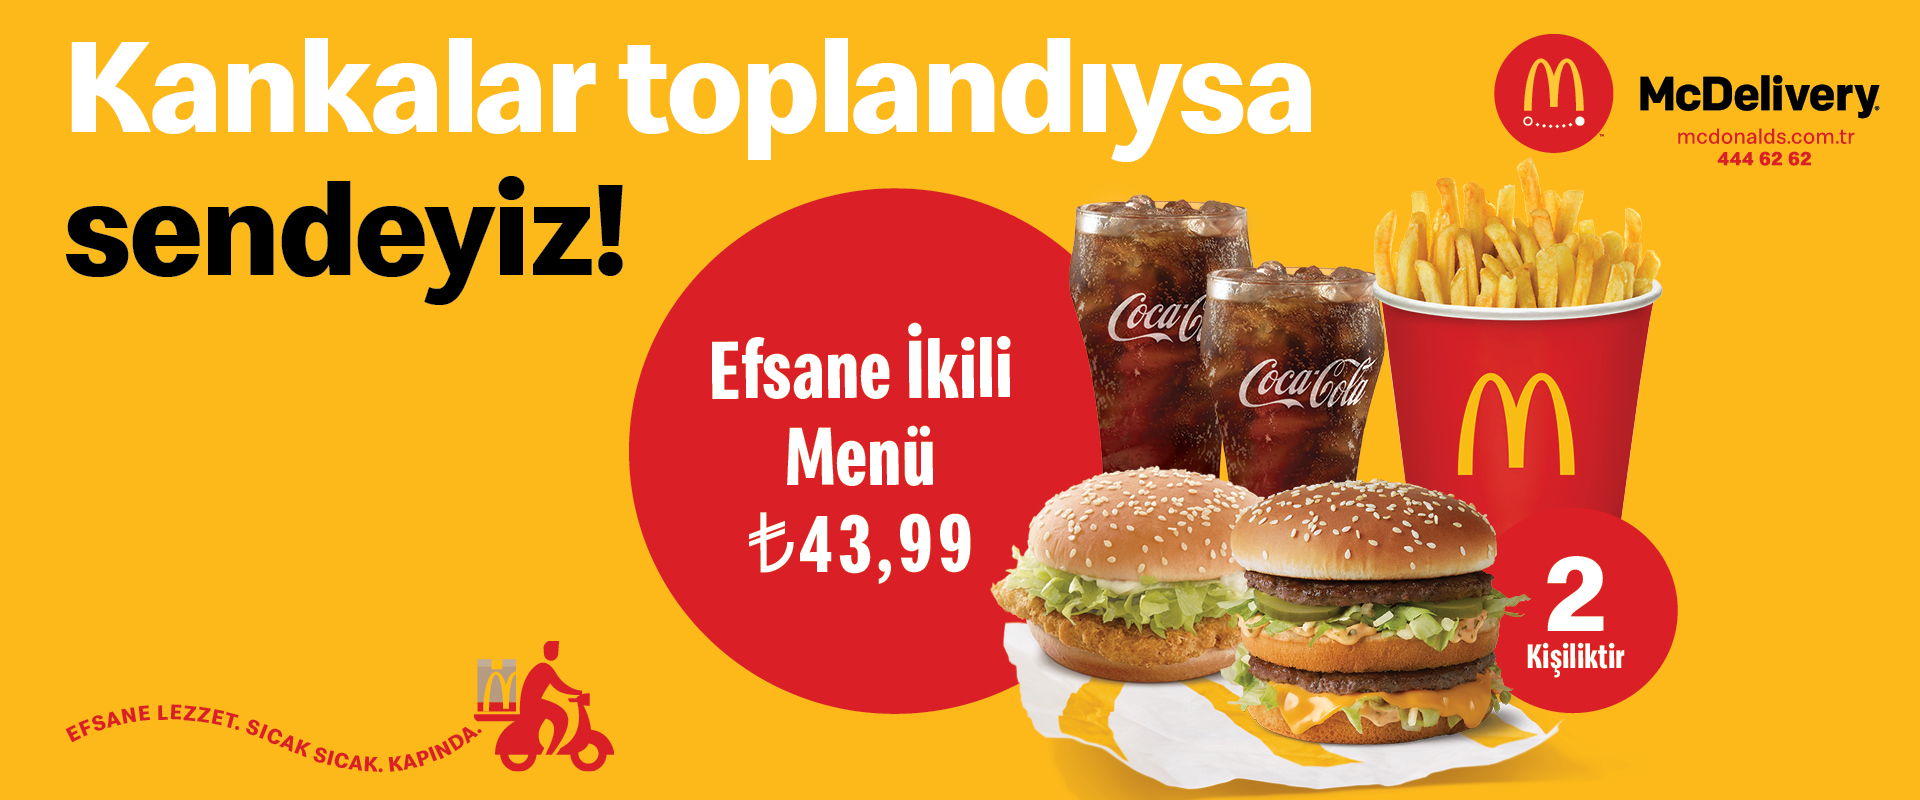 Kankalar toplandıysa
sendeyiz!
McDelivery
mcdonalds.com.tr
444 62 62
Efsane İkili
Menü
₺43,99
Coca-C
Coca-Cola
2
Kişiliktir
EFSANE LEZZET. SICAK SICAK. KAPINDA.